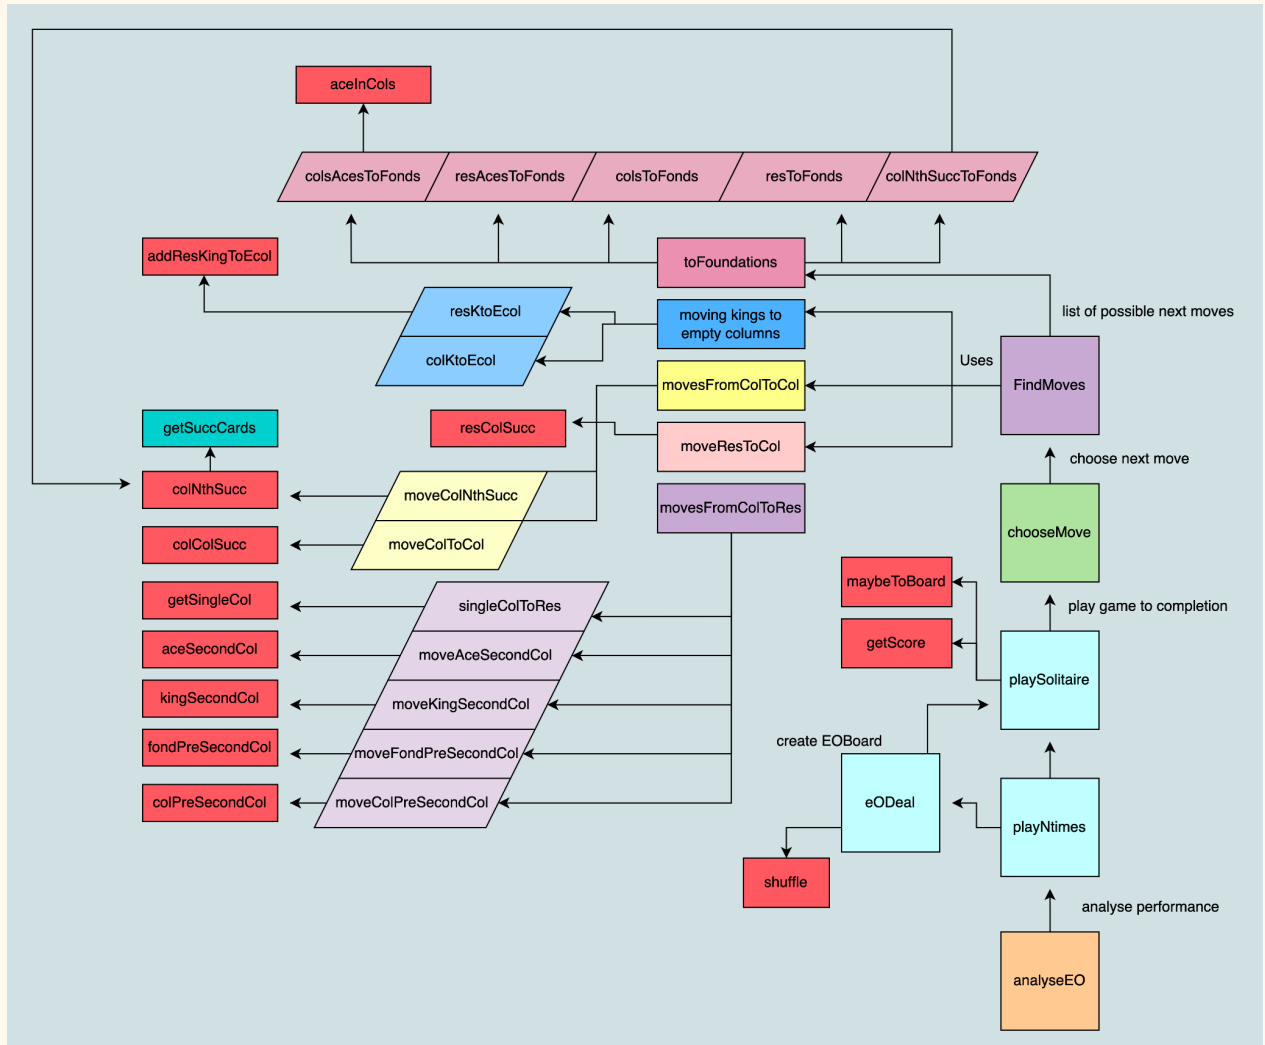 aceInCols
colsAcesToFonds
resAcesToFonds
colsToFonds
resToFonds
colNthSuccToFonds
addResKingToEcol
toFoundations
resKtoEcol
moving kings to
empty columns
list of possible next moves
colKtoEcol
Uses
movesFromColToCol
FindMoves
getSuccCards
resColSucc
moveResToCol
choose next move
colNthSucc
moveColNthSucc
movesFromColToRes
chooseMove
colColSucc
moveColToCol
maybeToBoard
getSingleCol
singleColToRes
play game to completion
getScore
aceSecondCol
moveAceSecondCol
playSolitaire
kingSecondCol
moveKingSecondCol
create EOBoard
fondPreSecondCol
moveFondPreSecondCol
colPreSecondCol
moveColPreSecondCol
eODeal
playNtimes
shuffle
analyse performance
analyseEO